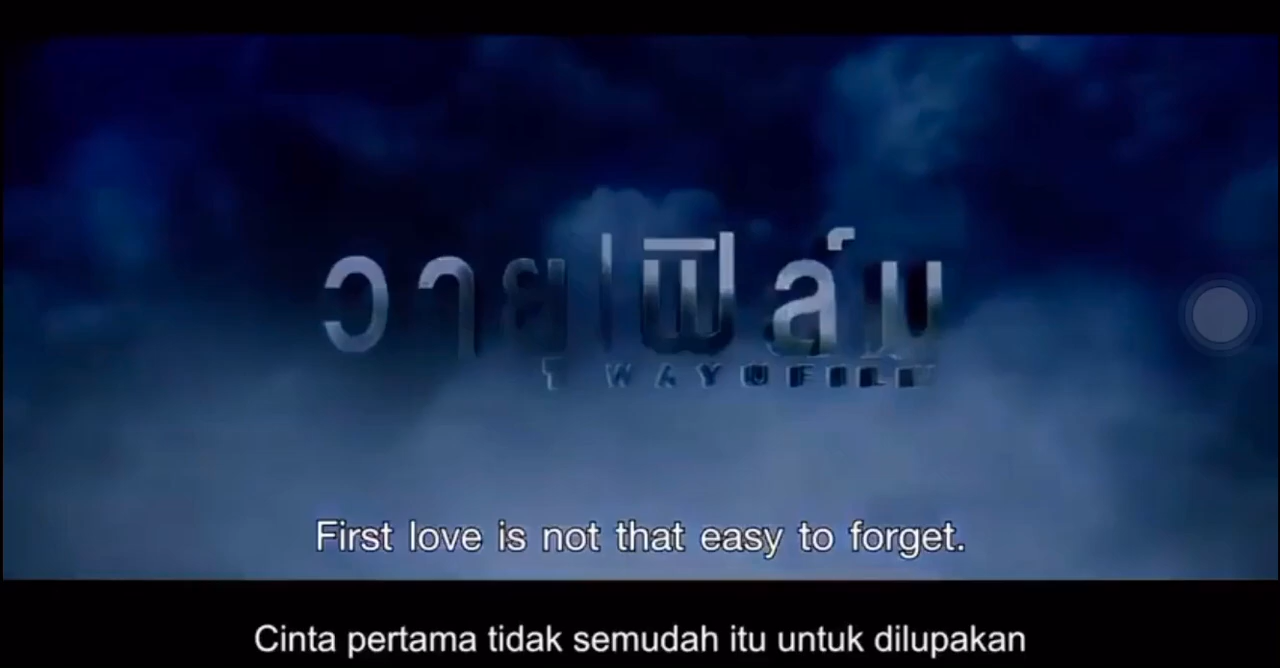 วายุฟิล์ม
WAYUFILM
First love is not that easy to forget.
Cinta pertama tidak semudah itu untuk dilupakan